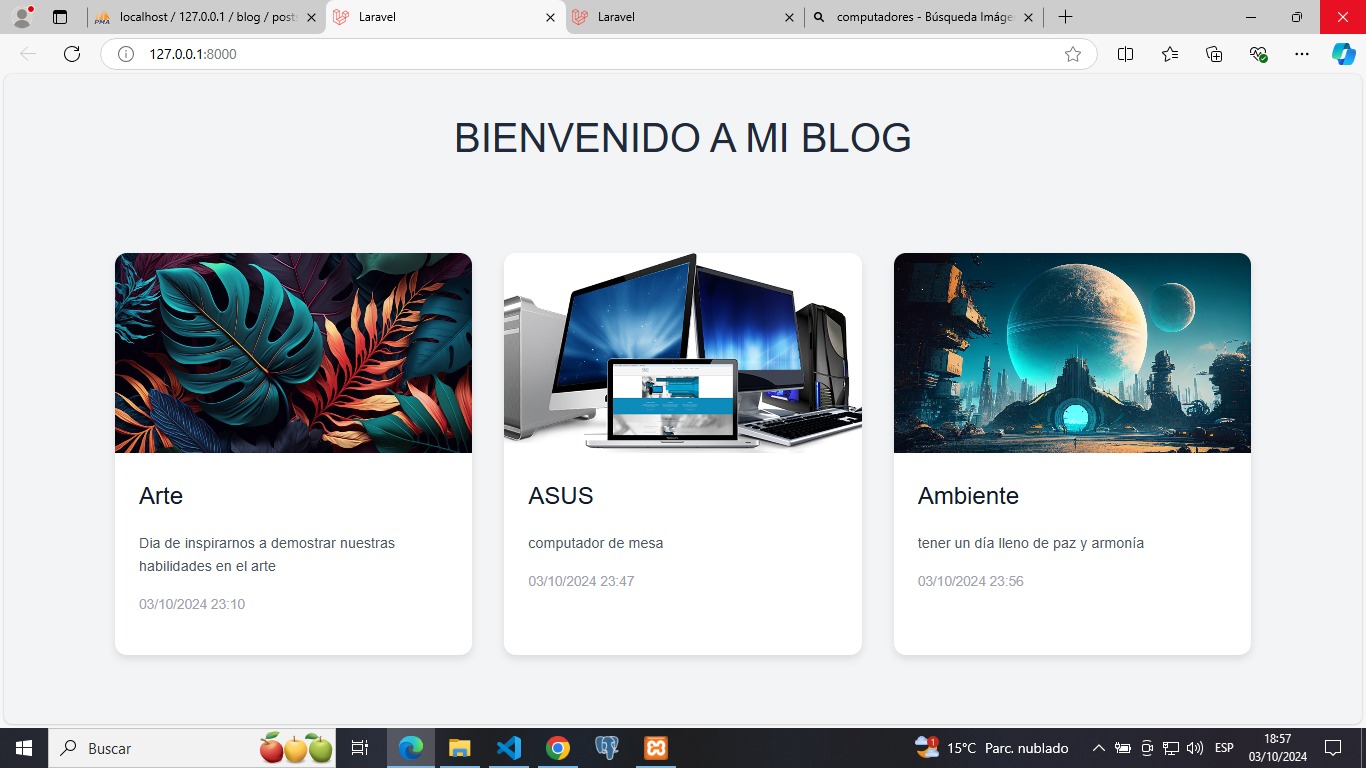 localhost / 127.0.0.1 / blog / posts
Laravel
Laravel
computadores - Búsqueda Imáge
127.0.0.1:8000
BIENVENIDO A MI BLOG
Arte
Dia de inspirarnos a demostrar nuestras
habilidades en el arte
03/10/2024 23:10
ASUS
computador de mesa
03/10/2024 23:47
Ambiente
tener un día lleno de paz y armonía
03/10/2024 23:56
Buscar
1
15°C Parc. nublado
ESP
18:57
03/10/2024